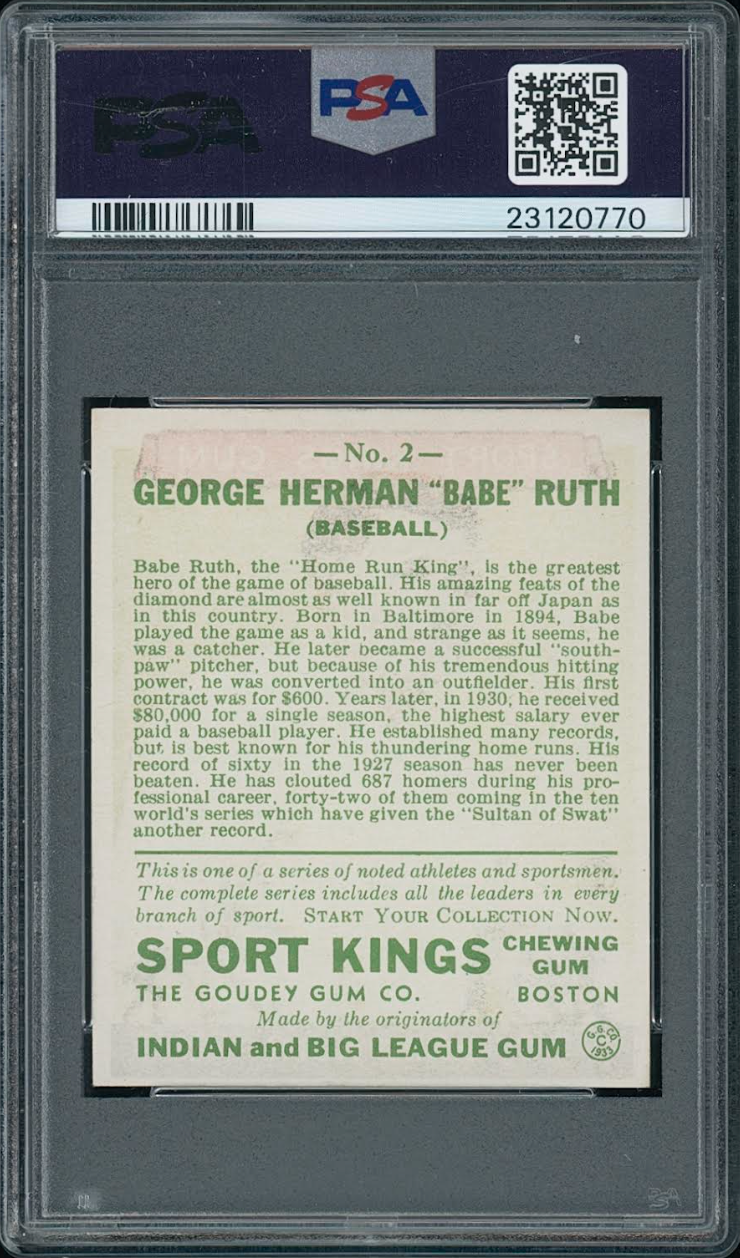 PSA
PSA
23120770
— No. 2 —
GEORGE HERMAN "BABE" RUTH
(BASEBALL)
Babe Ruth, the "Home Run King", is the greatest
hero of the game of baseball. His amazing feats of the
diamond are almost as well known in far off Japan as
in this country. Born in Baltimore in 1894, Babe
played the game as a kid, and strange as it seems, he
was a catcher. He later became a successful "south-
paw" pitcher, but because of his tremendous hitting
power, he was converted into an outfielder. His first
contract was for $600. Years later, in 1930, he received
$80,000 for a single season, the highest salary ever
paid a baseball player. He established many records,
but is best known for his thundering home runs. His
record of sixty in the 1927 season has never been
beaten. He has clouted 687 homers during his pro-
fessional career, forty-two of them coming in the ten
world's series which have given the "Sultan of Swat"
another record.
This is one of a series of noted athletes and sportsmen.
The complete series includes all the leaders in every
branch of sport. START YOUR COLLECTION NOW.
SPORT KINGS CHEWING GUM
THE GOUDEY GUM CO. BOSTON
Made by the originators of
INDIAN and BIG LEAGUE GUM
G. G. CO.
C
1933
PSA